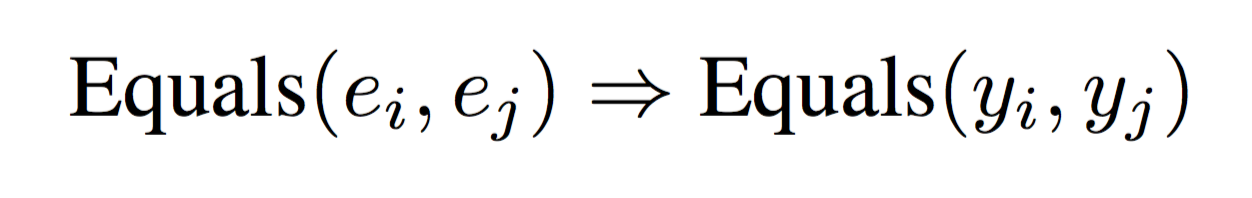 Equals(e_i, e_j) ⇒ Equals(y_i, y_j)